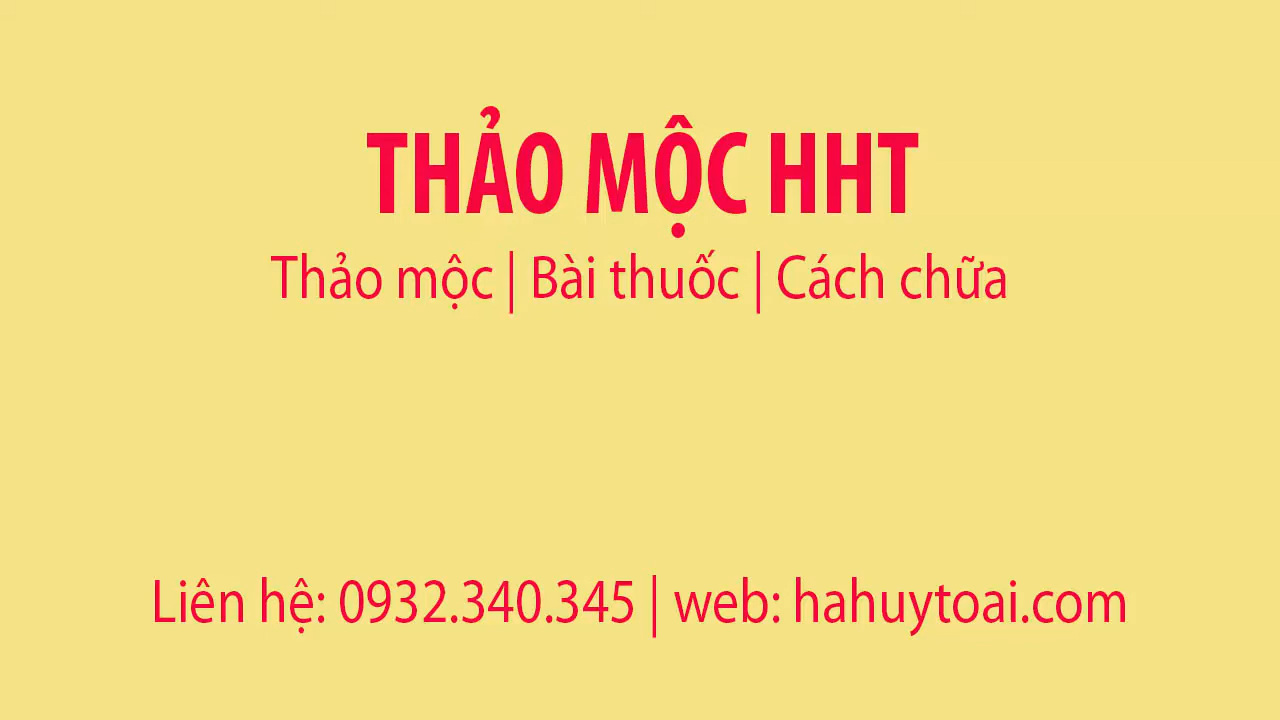 THẢO MỘC HHT
Thảo mộc | Bài thuốc | Cách chữa
Liên hệ: 0932.340.345 | web: hahuytoai.com